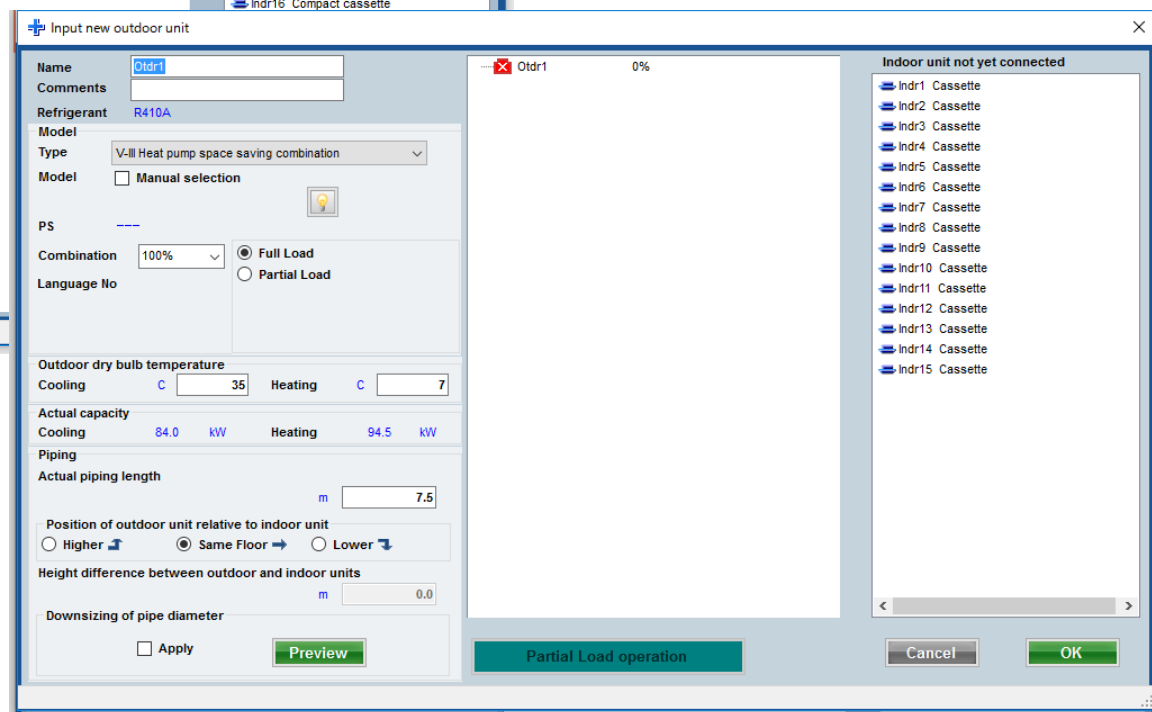 Indr16 Compact cassette
Input new outdoor unit
Name Otdr1
Comments
Refrigerant R410A
Model
Type V-III Heat pump space saving combination
Model Manual selection
PS ---
Combination 100% Full Load
Partial Load
Language No
Outdoor dry bulb temperature
Cooling C 35 Heating C 7
Actual capacity
Cooling 84.0 kW Heating 94.5 kW
Piping
Actual piping length
m 7.5
Position of outdoor unit relative to indoor unit
Higher Same Floor Lower
Height difference between outdoor and indoor units
m 0.0
Downsizing of pipe diameter
Apply Preview
Otdr1 0%
Partial Load operation
Indoor unit not yet connected
Indr1 Cassette
Indr2 Cassette
Indr3 Cassette
Indr4 Cassette
Indr5 Cassette
Indr6 Cassette
Indr7 Cassette
Indr8 Cassette
Indr9 Cassette
Indr10 Cassette
Indr11 Cassette
Indr12 Cassette
Indr13 Cassette
Indr14 Cassette
Indr15 Cassette
Cancel OK